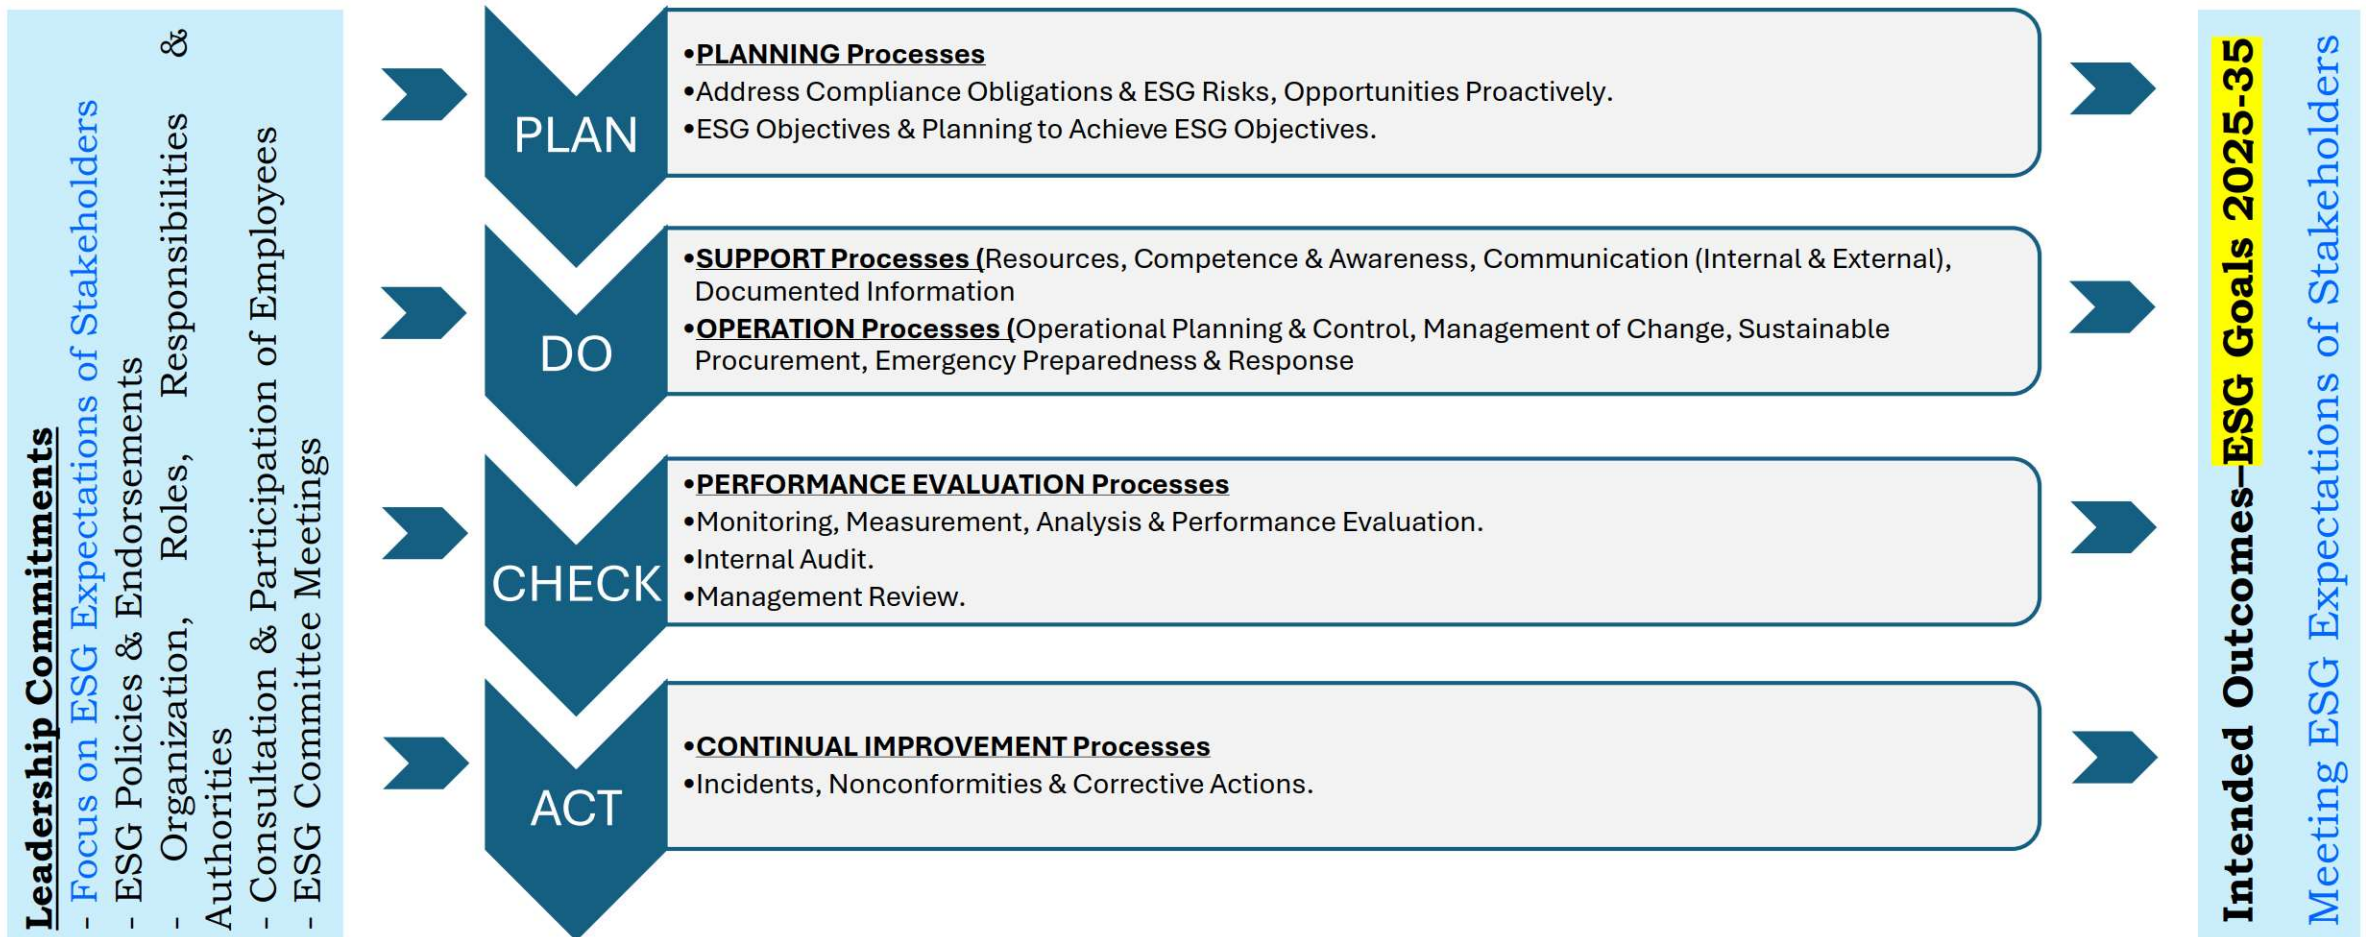 Leadership Commitments
- Focus on ESG Expectations of Stakeholders
- ESG Policies & Endorsements
- Organization, Roles, Responsibilities &
Authorities
- Consultation & Participation of Employees
- ESG Committee Meetings
PLAN
•PLANNING Processes
•Address Compliance Obligations & ESG Risks, Opportunities Proactively.
•ESG Objectives & Planning to Achieve ESG Objectives.
DO
•SUPPORT Processes (Resources, Competence & Awareness, Communication (Internal & External),
Documented Information
•OPERATION Processes (Operational Planning & Control, Management of Change, Sustainable
Procurement, Emergency Preparedness & Response
CHECK
•PERFORMANCE EVALUATION Processes
•Monitoring, Measurement, Analysis & Performance Evaluation.
•Internal Audit.
•Management Review.
ACT
•CONTINUAL IMPROVEMENT Processes
•Incidents, Nonconformities & Corrective Actions.
Intended Outcomes–ESG Goals 2025-35
Meeting ESG Expectations of Stakeholders